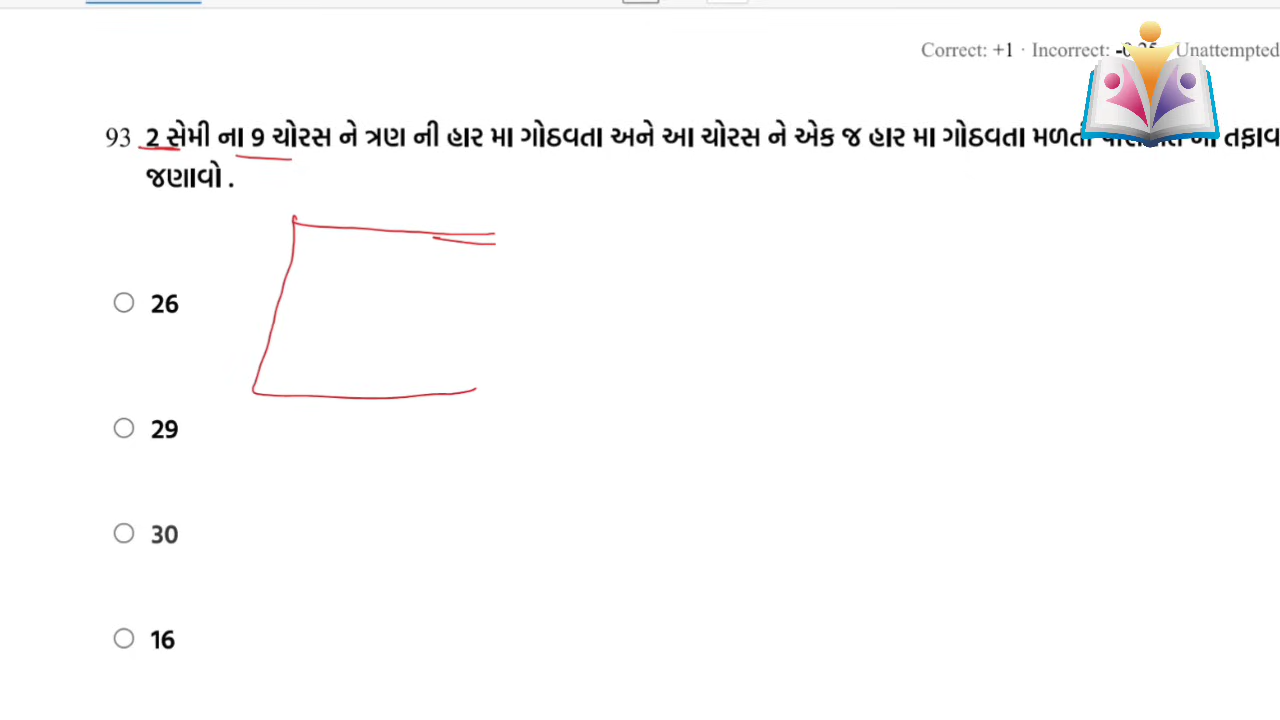 Correct: +1 · Incorrect: Unattempted
93 2 સેમી ના 9 ચોરસ ને ત્રણ ની હાર મા ગોઠવતા અને આ ચોરસ ને એક જ હાર મા ગોઠવતા
જણાવો .
26
29
30
16